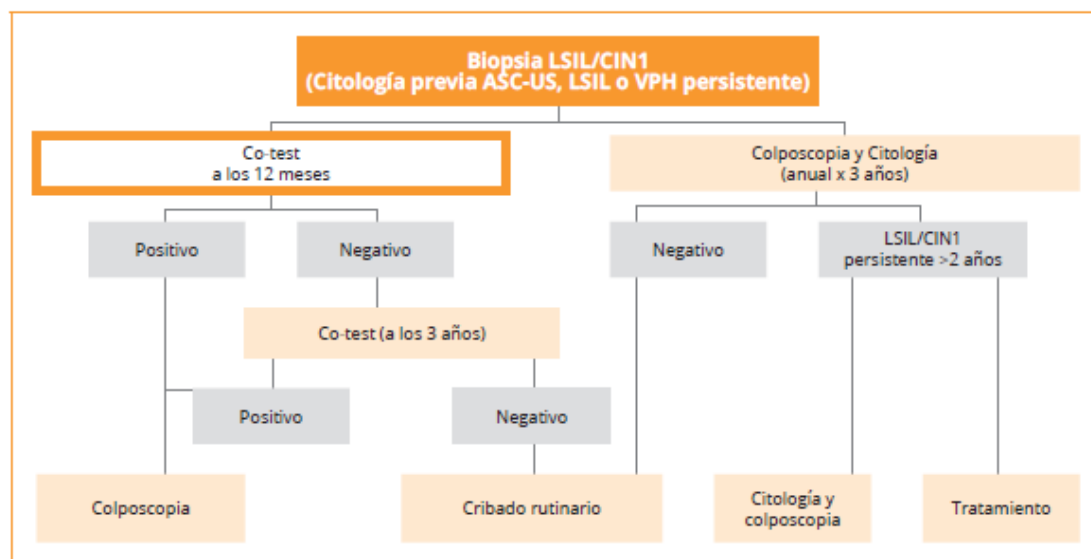 Biopsia LSIL/CIN1
(Citología previa ASC-US, LSIL o VPH persistente)
Co-test
a los 12 meses
Colposcopia y Citología
(anual x 3 años)
Positivo
Negativo
Negativo
LSIL/CIN1
persistente >2 años
Co-test (a los 3 años)
Positivo
Negativo
Colposcopia
Cribado rutinario
Citología y
colposcopia
Tratamiento